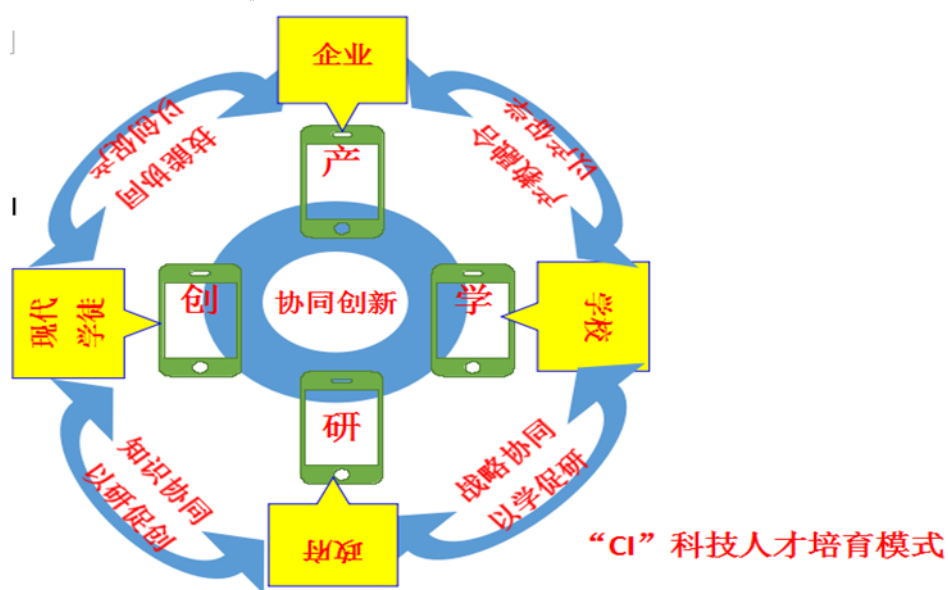 企业
以创促产
技能协同
以产促学
产教融合
产
现代
学徒
创
协同创新
学
学校
研
知识协同
以研促创
战略协同
以学促研
政府
“CI”科技人才培育模式